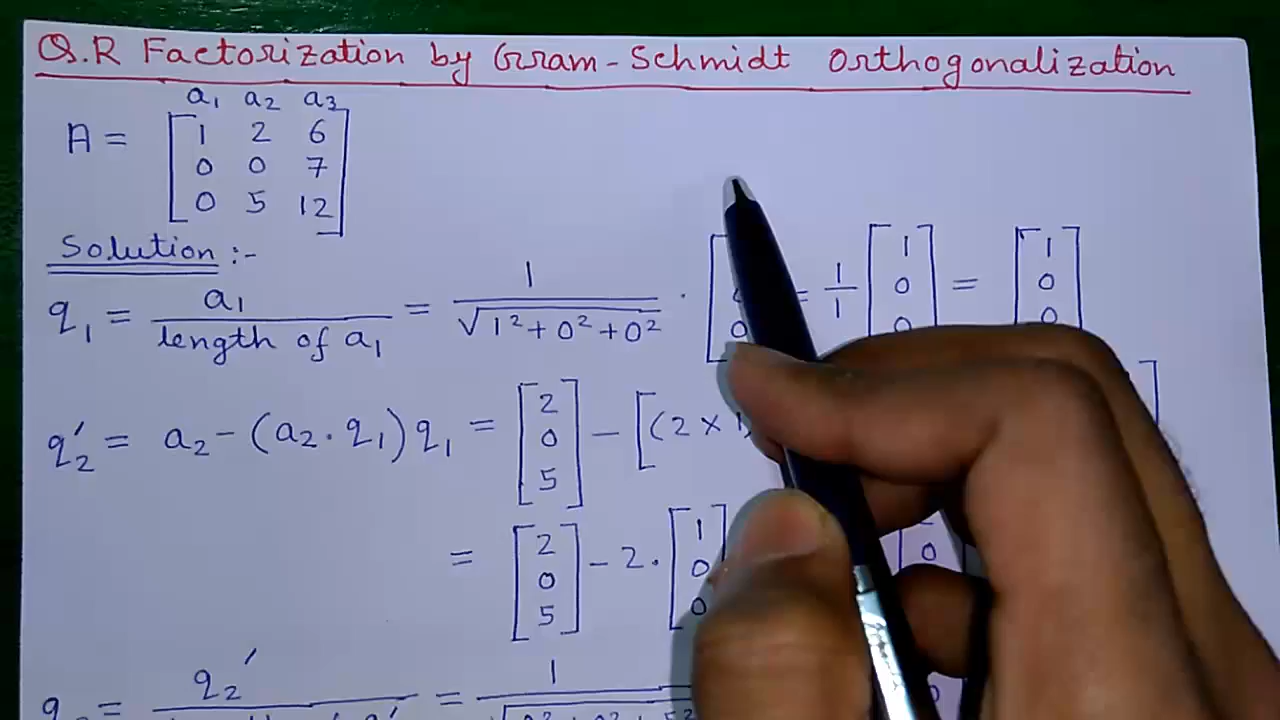 Q.R Factorization by Gram-Schmidt Orthogonalization
a₁ a₂ a₃
A = [ 1 2 6
0 0 7
0 5 12 ]
Solution :-
q₁ = a₁ / length of a₁ = 1 / √1²+0²+0² · [ 0 ] = 1/1 [ 1 0 0 ] = [ 1 0 0 ]
q₂′ = a₂ - (a₂·q₁) q₁ = [ 2 0 5 ] - [ (2×1)
= [ 2 0 5 ] - 2· [ 1 0 0 ] 0
q₂′ = 1